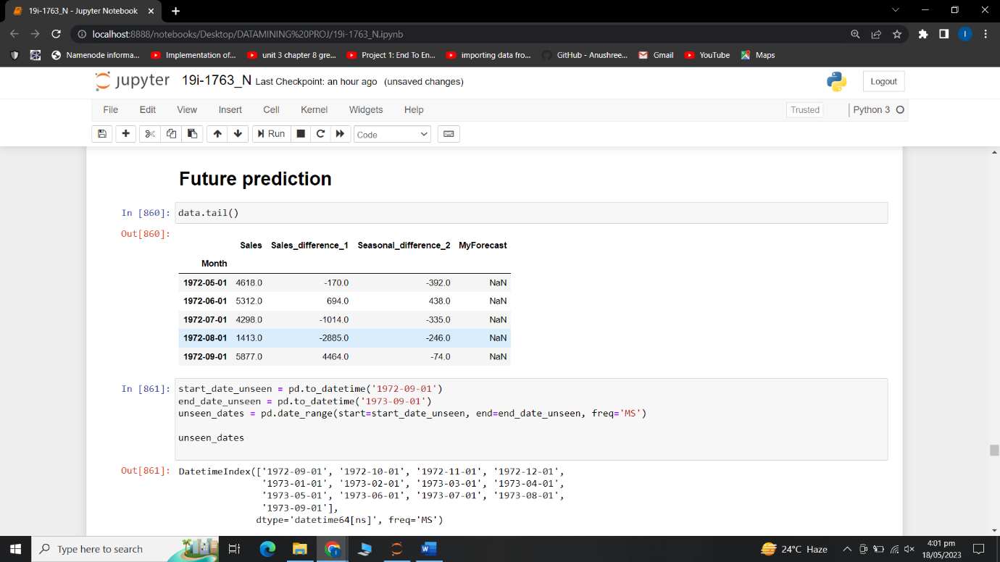 19i-1763_N - Jupyter Notebook
localhost:8888/notebooks/Desktop/DATAMINING%20PROJ/19i-1763_N.ipynb
Namenode informa... Implementation of... unit 3 chapter 8 gre... Project 1: End To En... importing data fro... GitHub - Anushree... Gmail YouTube Maps
jupyter 19i-1763_N Last Checkpoint: an hour ago (unsaved changes) Logout
File Edit View Insert Cell Kernel Widgets Help Trusted Python 3
Run Code
Future prediction
In [860]: data.tail()
Out[860]:
Sales Sales_difference_1 Seasonal_difference_2 MyForecast
Month
1972-05-01 4618.0 -170.0 -392.0 NaN
1972-06-01 5312.0 694.0 438.0 NaN
1972-07-01 4298.0 -1014.0 -335.0 NaN
1972-08-01 1413.0 -2885.0 -246.0 NaN
1972-09-01 5877.0 4464.0 -74.0 NaN
In [861]: start_date_unseen = pd.to_datetime('1972-09-01')
end_date_unseen = pd.to_datetime('1973-09-01')
unseen_dates = pd.date_range(start=start_date_unseen, end=end_date_unseen, freq='MS')
unseen_dates
Out[861]: DatetimeIndex(['1972-09-01', '1972-10-01', '1972-11-01', '1972-12-01',
'1973-01-01', '1973-02-01', '1973-03-01', '1973-04-01',
'1973-05-01', '1973-06-01', '1973-07-01', '1973-08-01',
'1973-09-01'],
dtype='datetime64[ns]', freq='MS')
Type here to search
24°C Haze
4:01 pm
18/05/2023